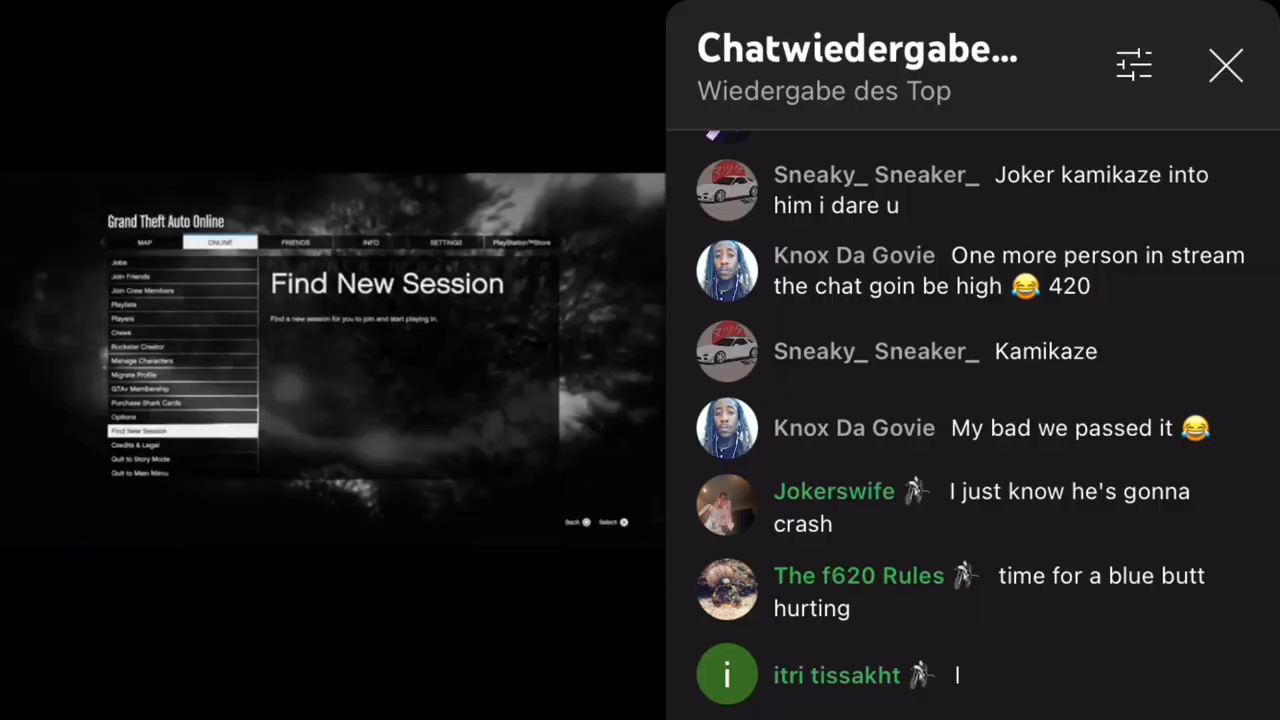 Grand Theft Auto Online
MAP
ONLINE
FRIENDS
INFO
SETTINGS
PlayStation™Store
Jobs
Join Friends
Join Crew Members
Playlists
Players
Crews
Rockstar Creator
Manage Characters
Migrate Profile
GTA+ Membership
Purchase Shark Cards
Options
Find New Session
Credits & Legal
Quit to Story Mode
Quit to Main Menu
Find New Session
Find a new session for you to join and start playing in.
Back
Select
Chatwiedergabe...
Wiedergabe des Top
Sneaky_ Sneaker_ Joker kamikaze into
him i dare u
Knox Da Govie One more person in stream
the chat goin be high 😂 420
Sneaky_ Sneaker_ Kamikaze
Knox Da Govie My bad we passed it 😂
Jokerswife I just know he's gonna
crash
The f620 Rules time for a blue butt
hurting
i
itri tissakht I